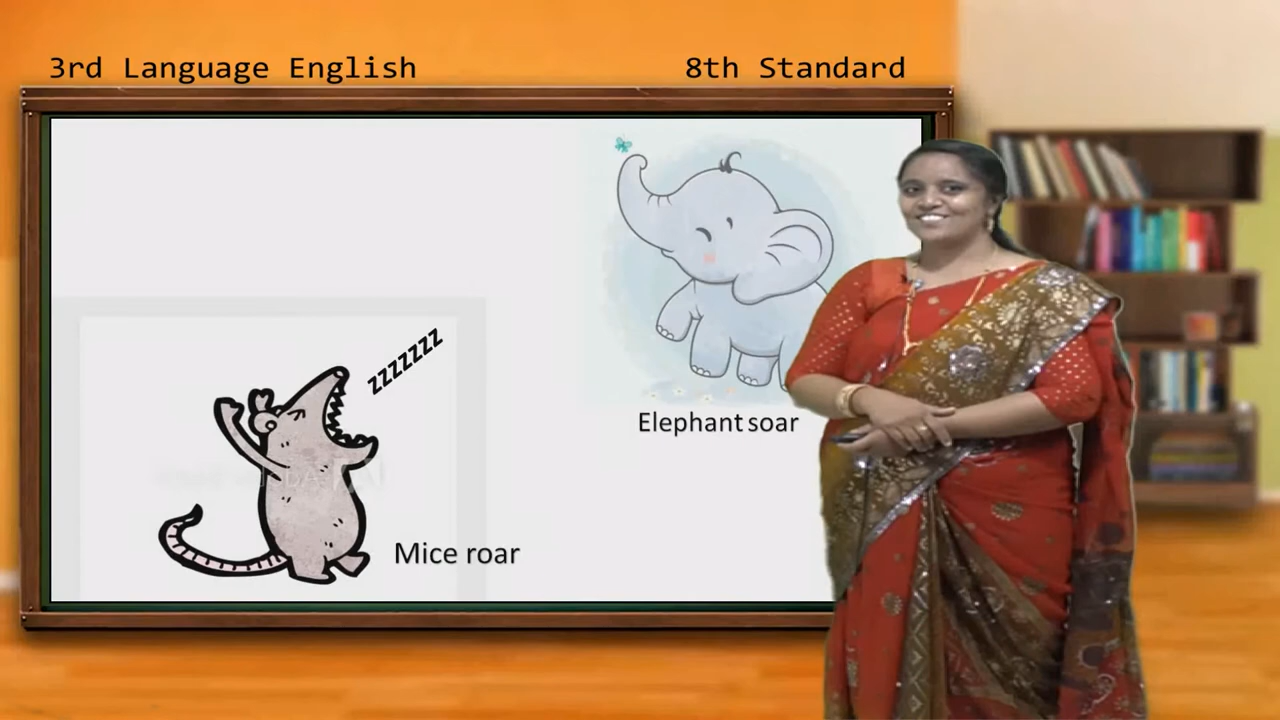 3rd Language English
8th Standard
zzzzzzz
Elephant soar
Mice roar